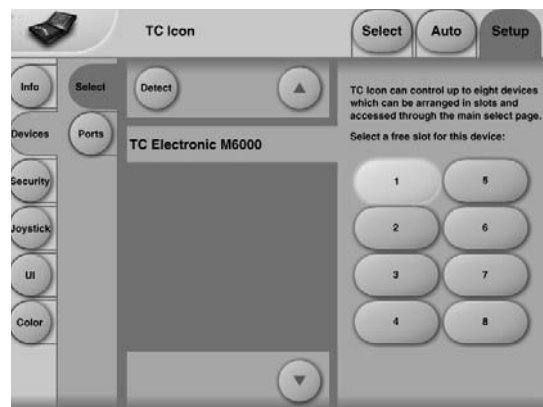 TC Icon
Select
Auto
Setup
Info
Devices
Security
Joystick
UI
Color
Select
Ports
Detect
TC Electronic M6000
TC Icon can control up to eight devices
which can be arranged in slots and
accessed through the main select page.
Select a free slot for this device:
1
5
2
6
3
7
4
8